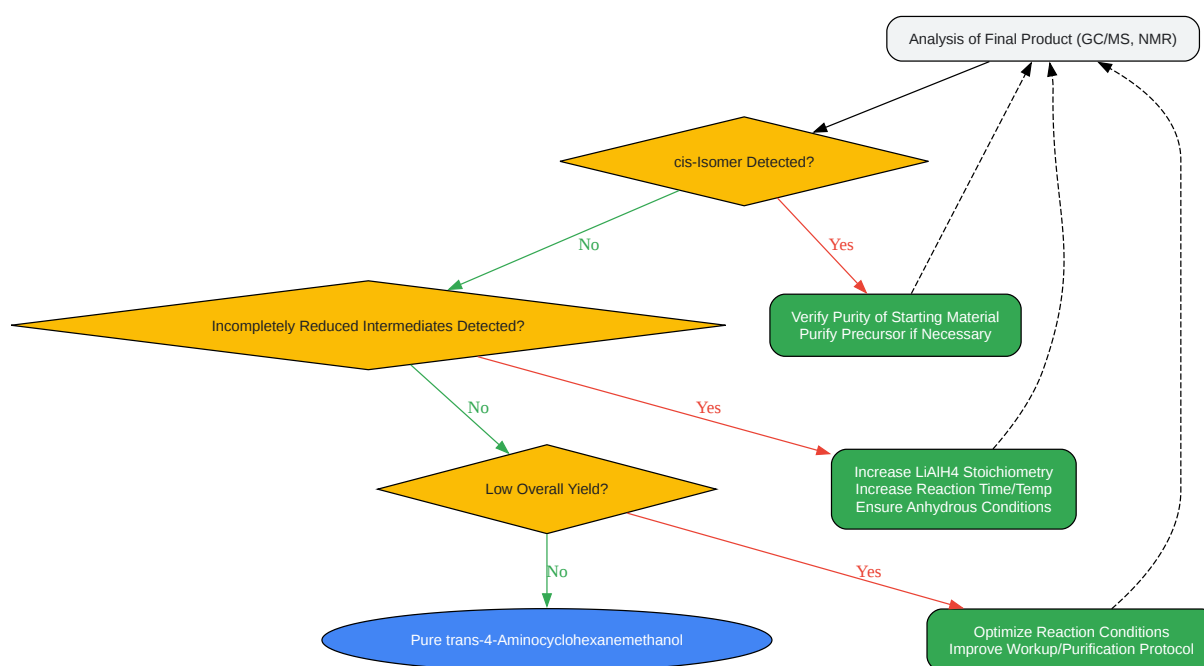 Analysis of Final Product (GC/MS, NMR)
cis-Isomer Detected?
No
Yes
Incompletely Reduced Intermediates Detected?
Verify Purity of Starting Material
Purify Precursor if Necessary
No
Yes
Low Overall Yield?
Increase LiAlH4 Stoichiometry
Increase Reaction Time/Temp
Ensure Anhydrous Conditions
No
Yes
Pure trans-4-Aminocyclohexanemethanol
Optimize Reaction Conditions
Improve Workup/Purification Protocol